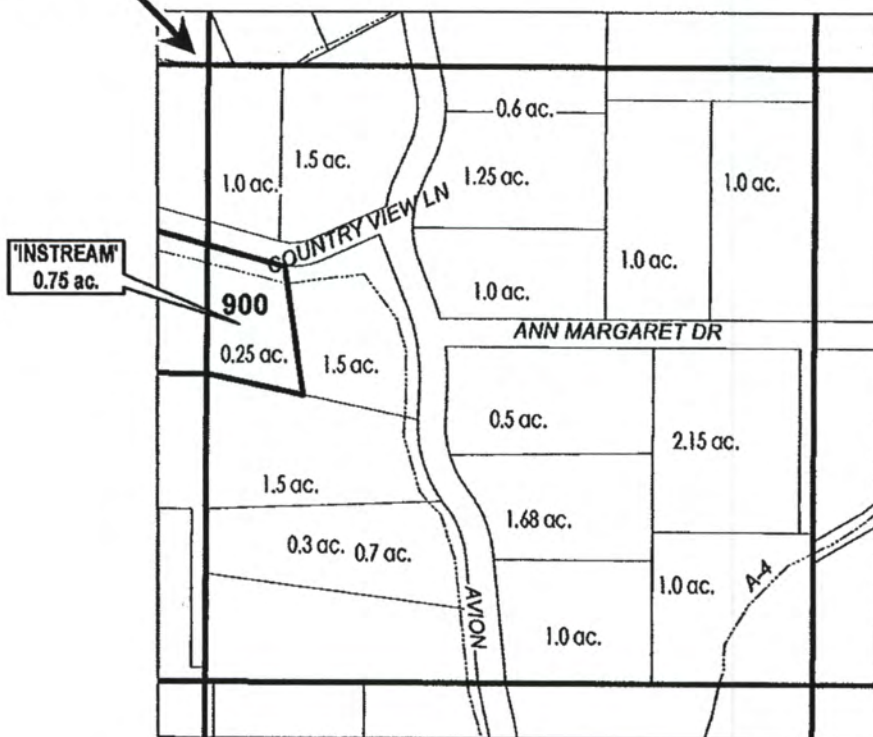 0.6 ac.
1.5 ac.
1.0 ac.
1.25 ac.
1.0 ac.
COUNTRY VIEW LN
'INSTREAM'
0.75 ac.
1.0 ac.
1.0 ac.
900
ANN MARGARET DR
0.25 ac.
1.5 ac.
0.5 ac.
2.15 ac.
1.5 ac.
1.68 ac.
0.3 ac. 0.7 ac.
A-4
1.0 ac.
AVION
1.0 ac.